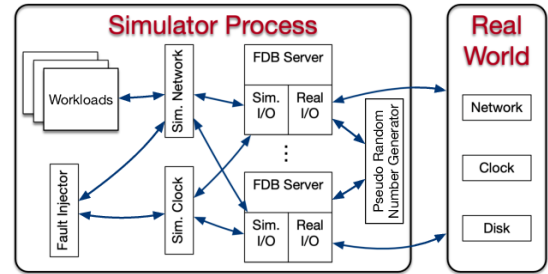 Simulator Process
Workloads
Sim. Network
FDB Server
Sim.
I/O
Real
I/O
Fault Injector
Sim. Clock
⋮
FDB Server
Sim.
I/O
Real
I/O
Pseudo Random
Number Generator
Real
World
Network
Clock
Disk